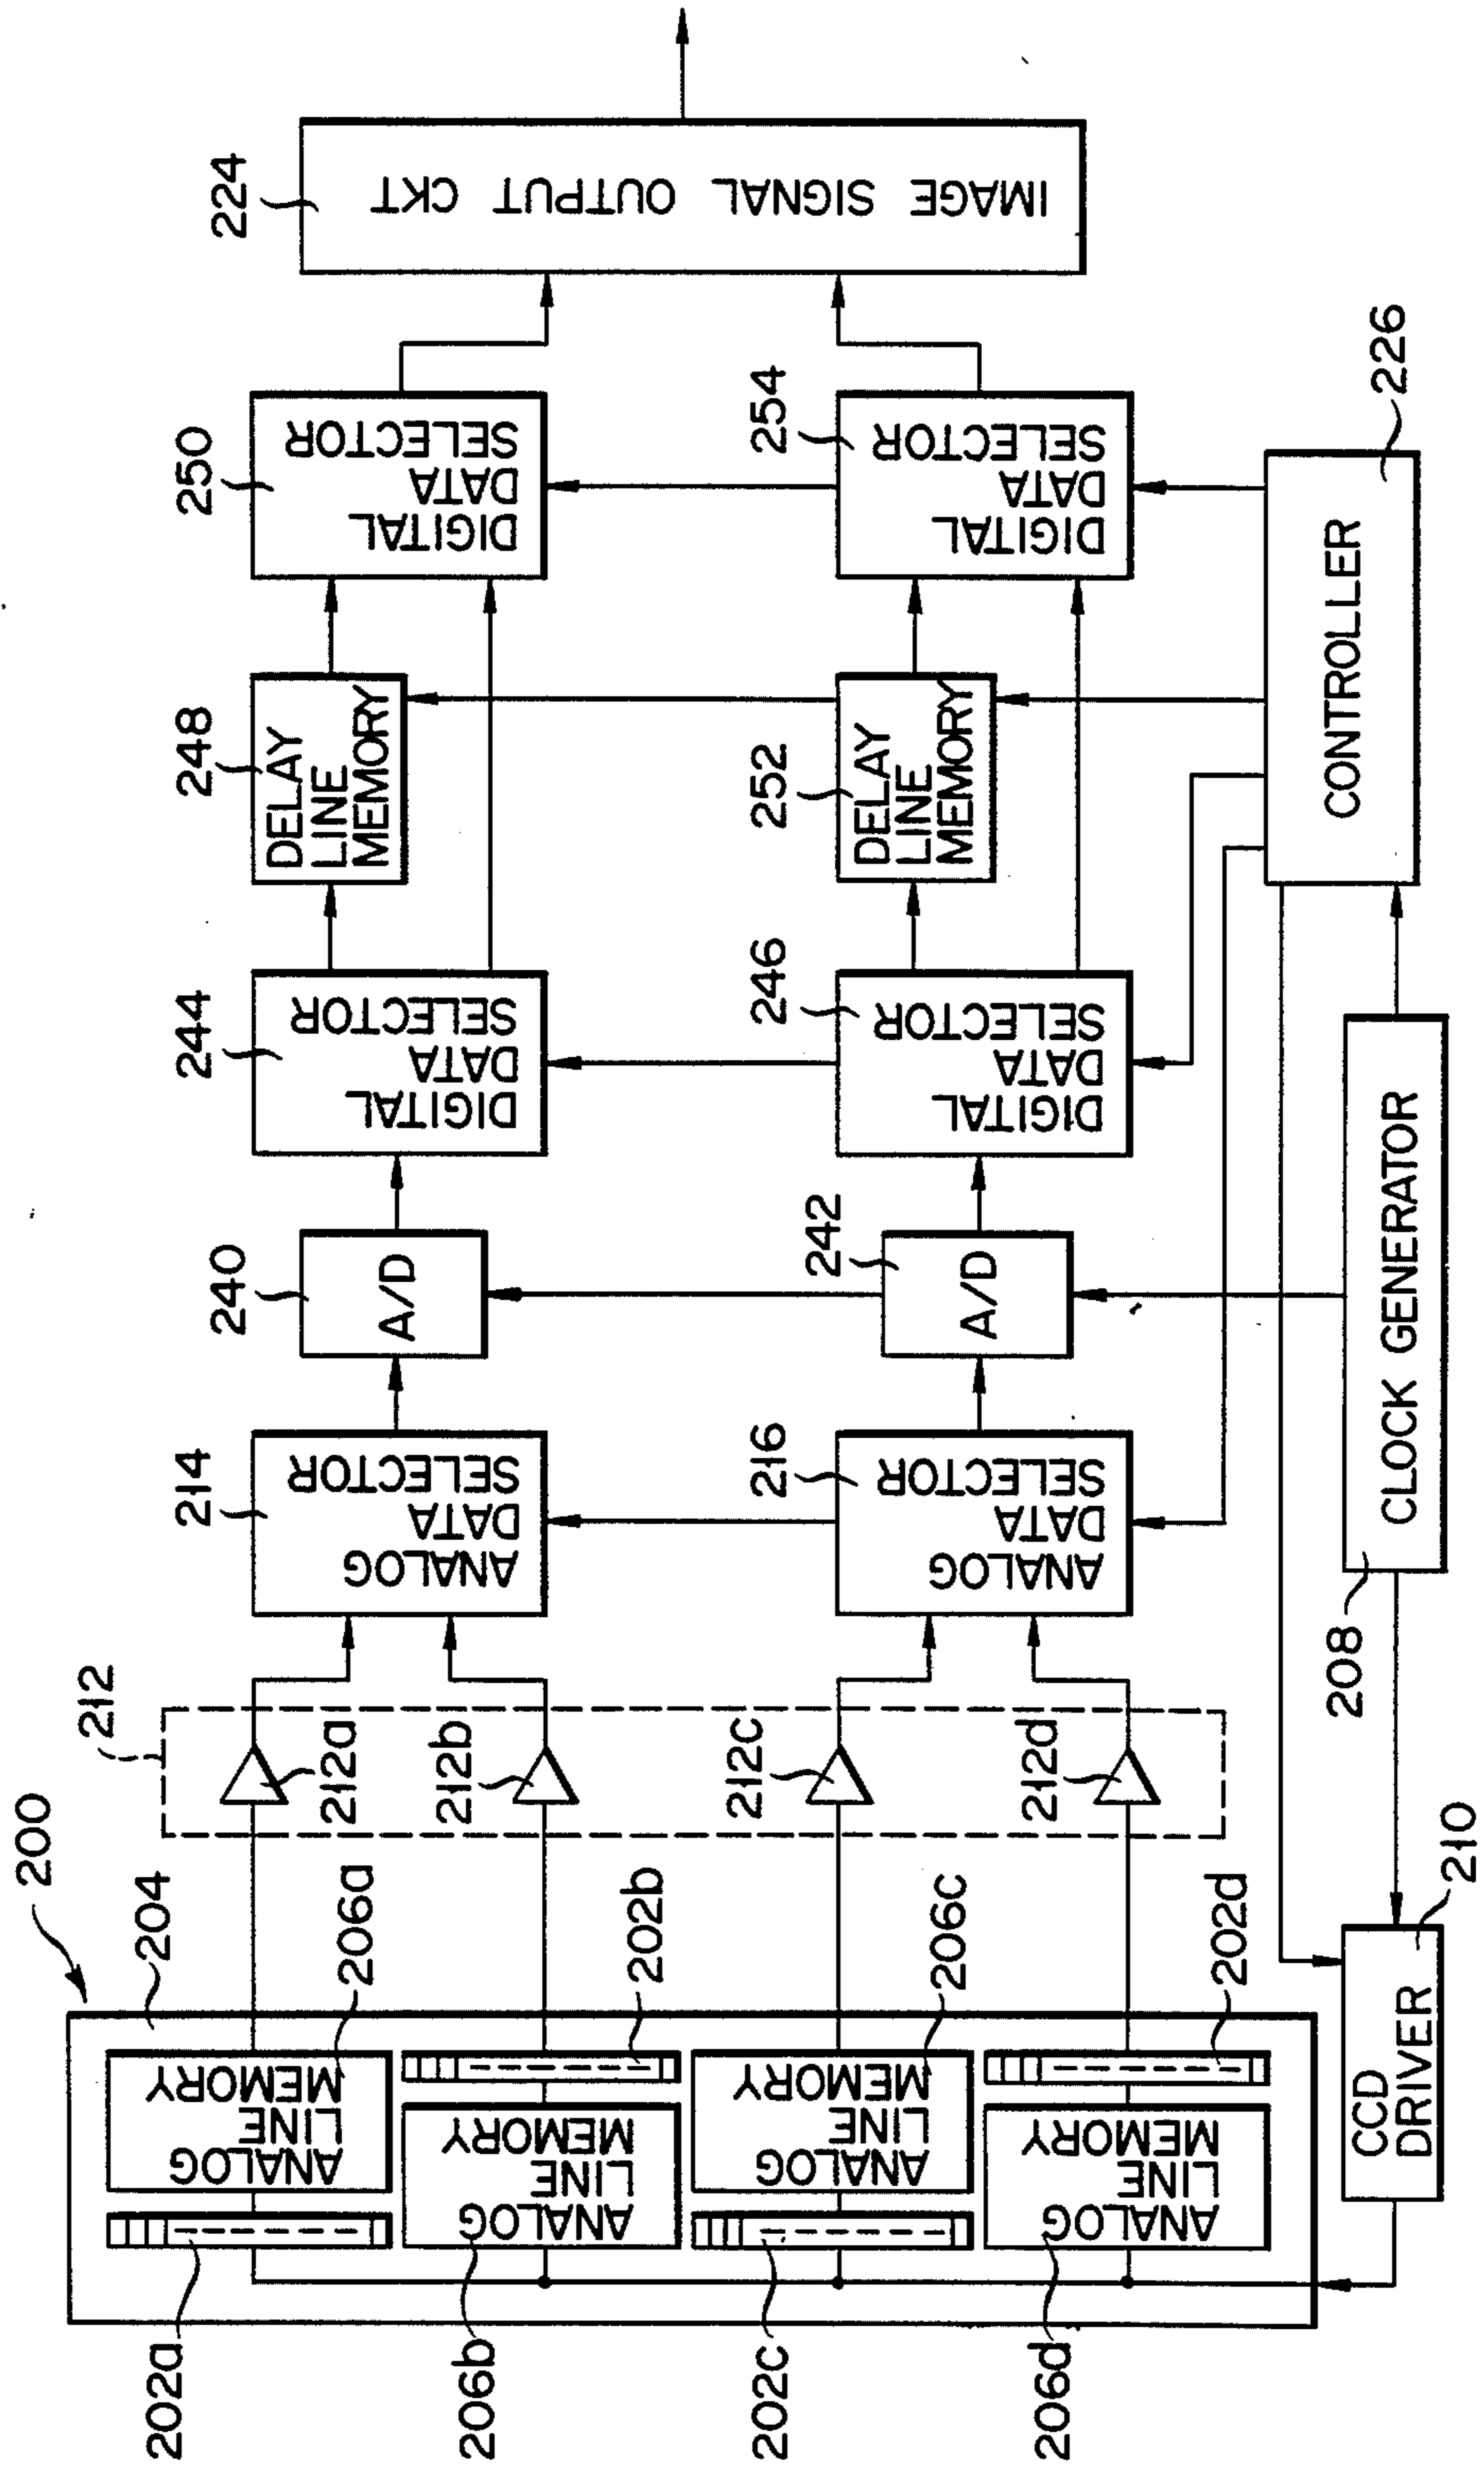 200
204
202a
ANALOG
LINE
MEMORY
206a
206b
ANALOG
LINE
MEMORY
202b
202c
ANALOG
LINE
MEMORY
206c
206d
ANALOG
LINE
MEMORY
202d
212
212a
212b
212c
212d
214
ANALOG
DATA
SELECTOR
216
ANALOG
DATA
SELECTOR
240
A/D
242
A/D
244
DIGITAL
DATA
SELECTOR
246
DIGITAL
DATA
SELECTOR
248
DELAY
LINE
MEMORY
252
DELAY
LINE
MEMORY
250
DIGITAL
DATA
SELECTOR
254
DIGITAL
DATA
SELECTOR
224
IMAGE SIGNAL OUTPUT CKT
CCD
DRIVER
210
208
CLOCK GENERATOR
CONTROLLER
226